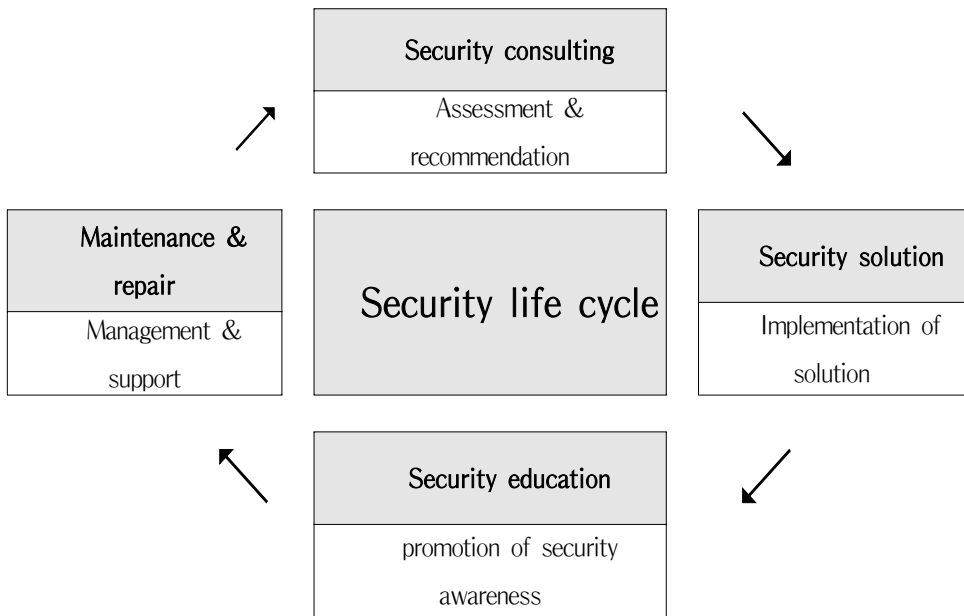 Security consulting
Assessment &
recommendation
Maintenance &
repair
Management &
support
Security life cycle
Security solution
Implementation of
solution
Security education
promotion of security
awareness